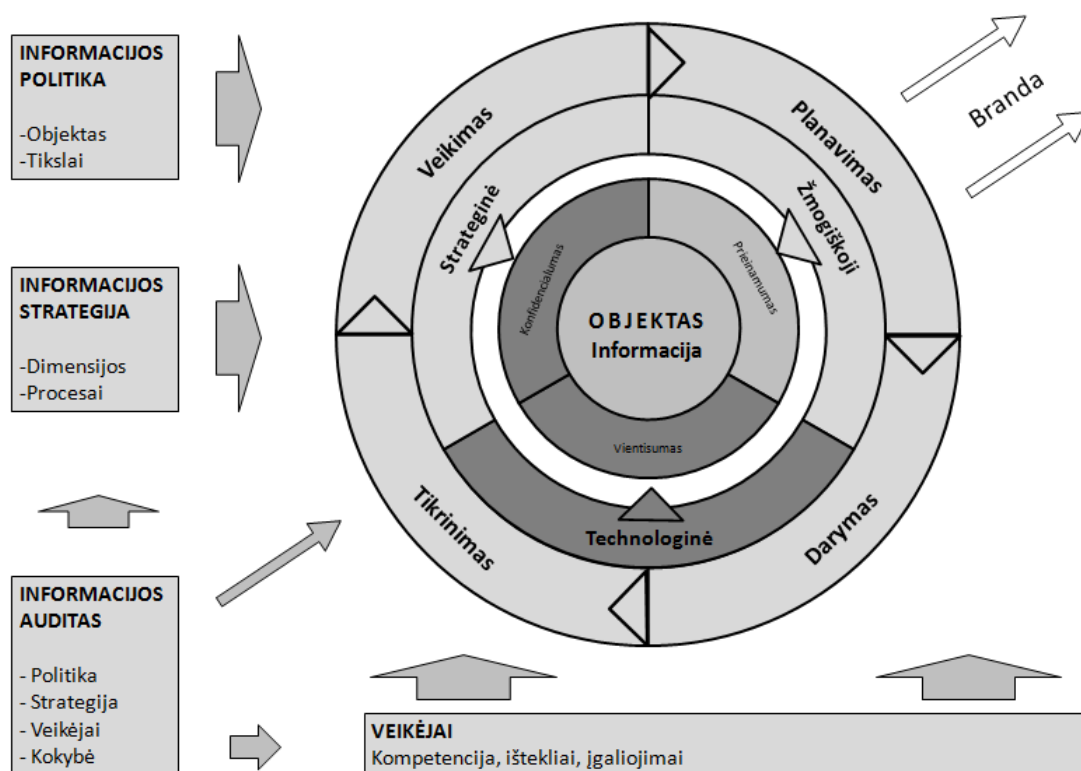 INFORMACIJOS
POLITIKA
-Objektas
-Tikslai
INFORMACIJOS
STRATEGIJA
-Dimensijos
-Procesai
INFORMACIJOS
AUDITAS
- Politika
- Strategija
- Veikėjai
- Kokybė
Veikimas
Planavimas
Tikrinimas
Darymas
Strateginė
Žmogiškoji
Technologinė
Konfidencialumas
Prieinamumas
Vientisumas
OBJEKTAS
Informacija
Branda
VEIKĖJAI
Kompetencija, ištekliai, įgaliojimai